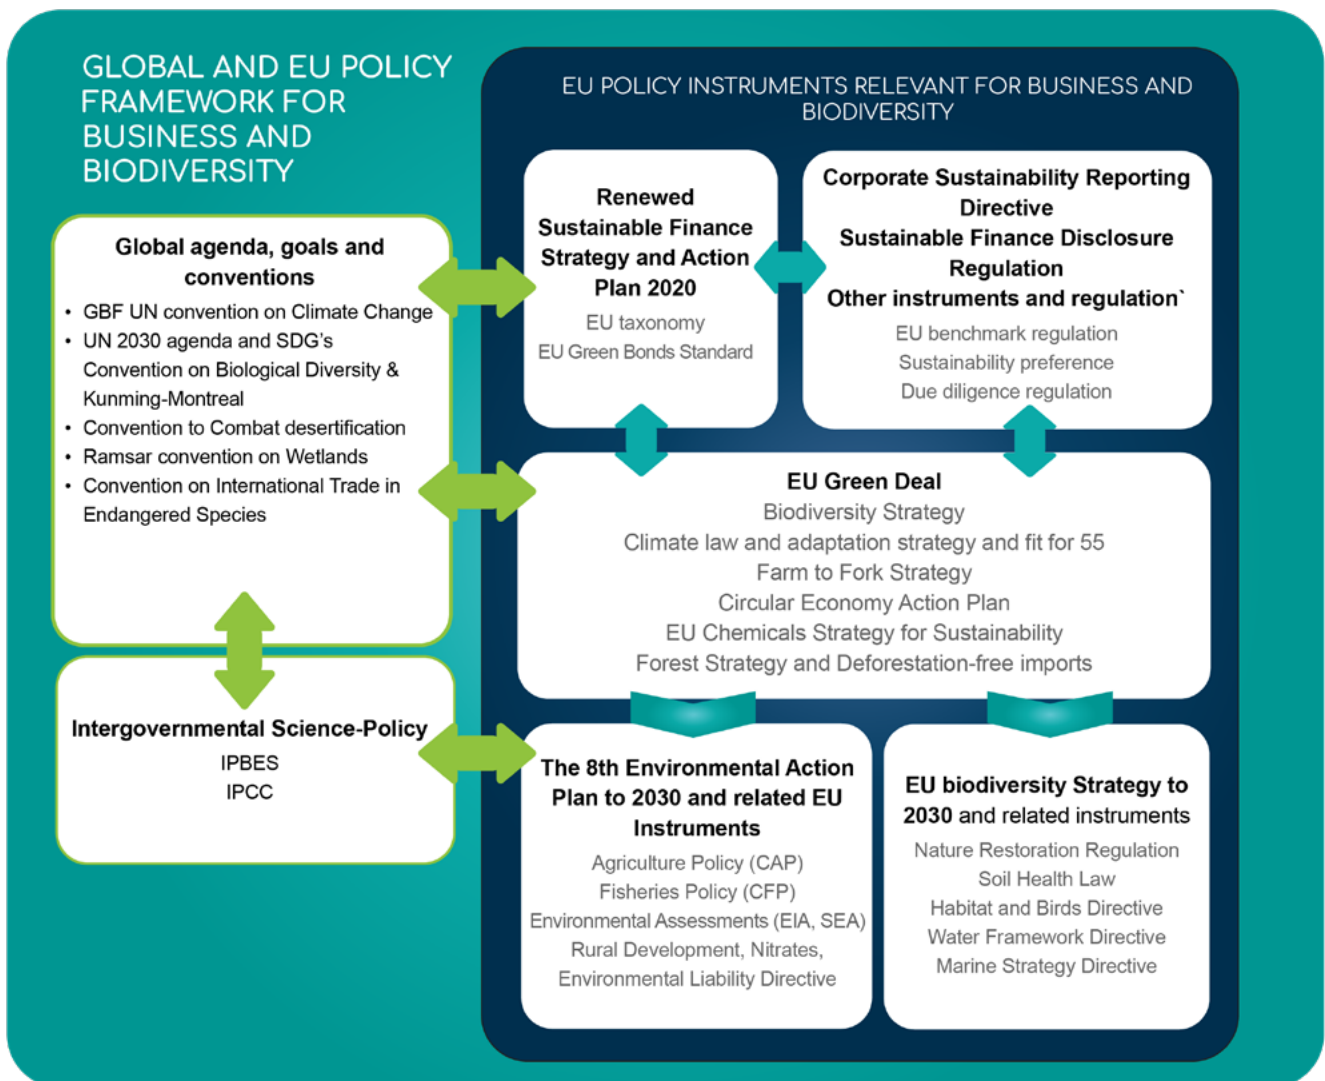 GLOBAL AND EU POLICY
FRAMEWORK FOR
BUSINESS AND
BIODIVERSITY
Global agenda, goals and
conventions
• GBF UN convention on Climate Change
• UN 2030 agenda and SDG's
Convention on Biological Diversity &
Kunming-Montreal
• Convention to Combat desertification
• Ramsar convention on Wetlands
• Convention on International Trade in
Endangered Species
Intergovernmental Science-Policy
IPBES
IPCC
EU POLICY INSTRUMENTS RELEVANT FOR BUSINESS AND
BIODIVERSITY
Renewed
Sustainable Finance
Strategy and Action
Plan 2020
EU taxonomy
EU Green Bonds Standard
Corporate Sustainability Reporting
Directive
Sustainable Finance Disclosure
Regulation
Other instruments and regulation`
EU benchmark regulation
Sustainability preference
Due diligence regulation
EU Green Deal
Biodiversity Strategy
Climate law and adaptation strategy and fit for 55
Farm to Fork Strategy
Circular Economy Action Plan
EU Chemicals Strategy for Sustainability
Forest Strategy and Deforestation-free imports
The 8th Environmental Action
Plan to 2030 and related EU
Instruments
Agriculture Policy (CAP)
Fisheries Policy (CFP)
Environmental Assessments (EIA, SEA)
Rural Development, Nitrates,
Environmental Liability Directive
EU biodiversity Strategy to
2030 and related instruments
Nature Restoration Regulation
Soil Health Law
Habitat and Birds Directive
Water Framework Directive
Marine Strategy Directive